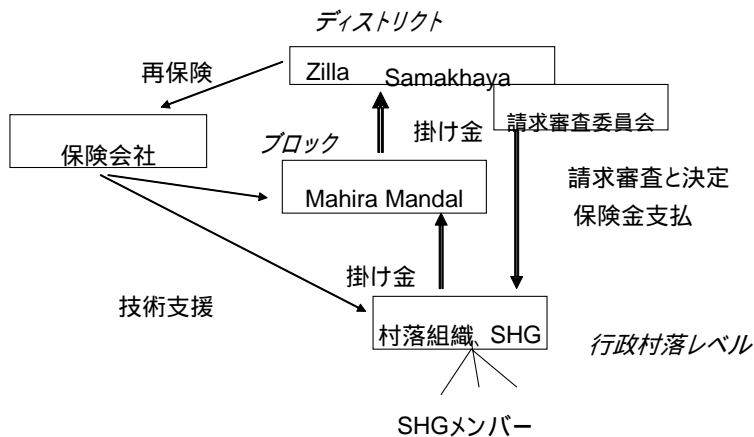 ディストリクト
再保険
Zilla Samakhaya
掛け金
請求審査委員会
保険会社
ブロック
Mahira Mandal
請求審査と決定
保険金支払
掛け金
技術支援
村落組織、SHG
行政村落レベル
SHGメンバー